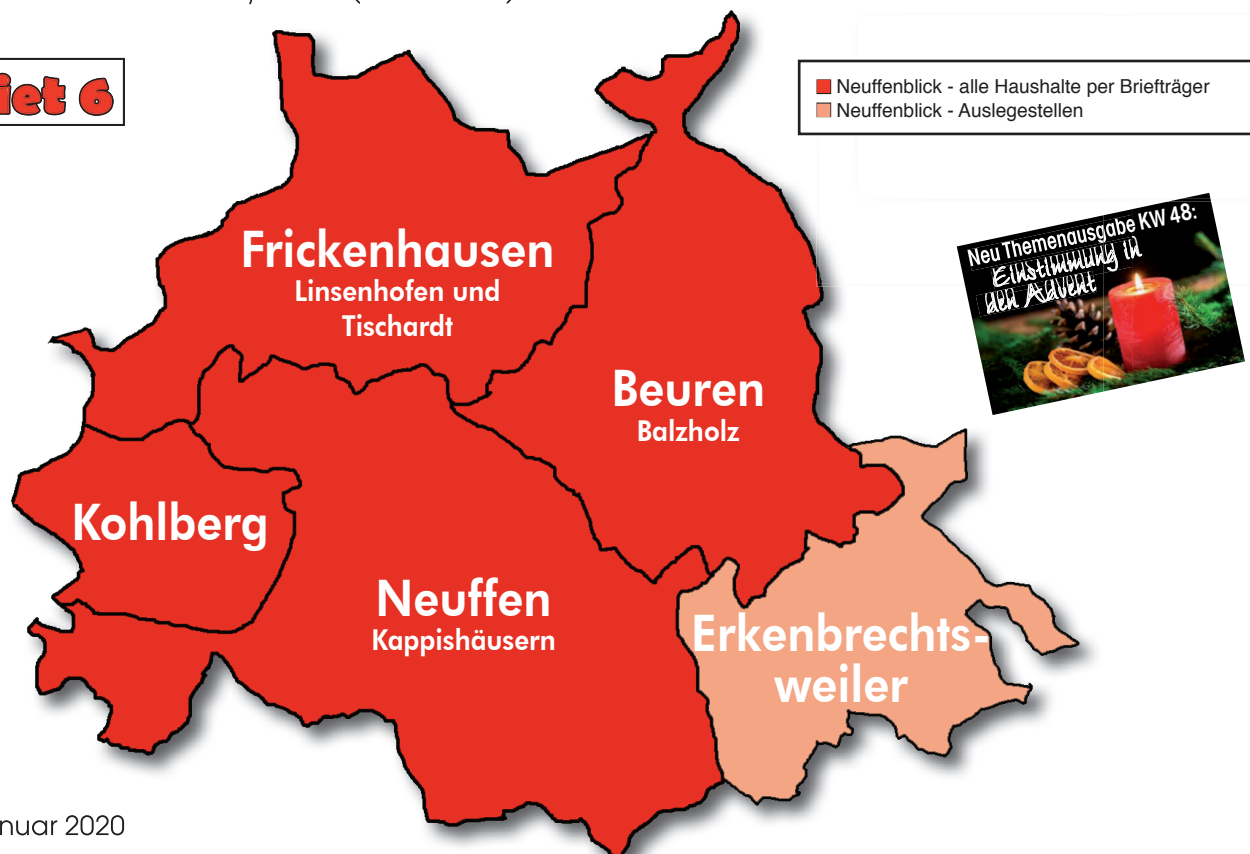 iet 6
Neuffenblick - alle Haushalte per Briefträger
Neuffenblick - Auslegestellen
Neu Themenausgabe KW 48:
Einstimmung in
den Advent
Frickenhausen
Linsenhofen und
Tischardt
Beuren
Balzholz
Kohlberg
Neuffen
Kappishäusern
Erkenbrechts-
weiler
nuar 2020